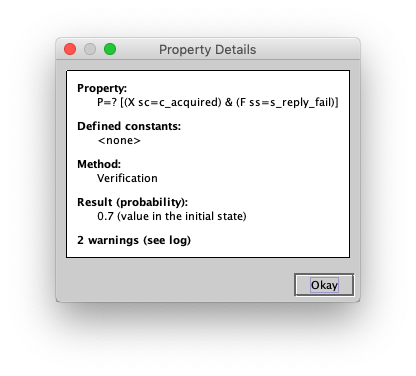 Property Details
Property:
P=? [(X sc=c_acquired) & (F ss=s_reply_fail)]
Defined constants:
<none>
Method:
Verification
Result (probability):
0.7 (value in the initial state)
2 warnings (see log)
Okay